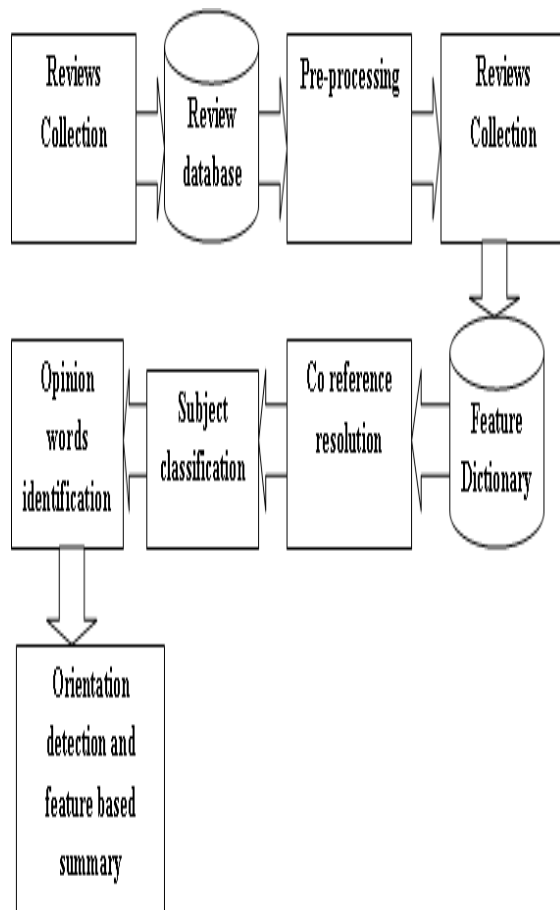 Reviews
Collection
Review
database
Pre-processing
Reviews
Collection
Feature
Dictionary
Co reference
resolution
Subject
classification
Opinion
words
identification
Orientation
detection and
feature based
summary